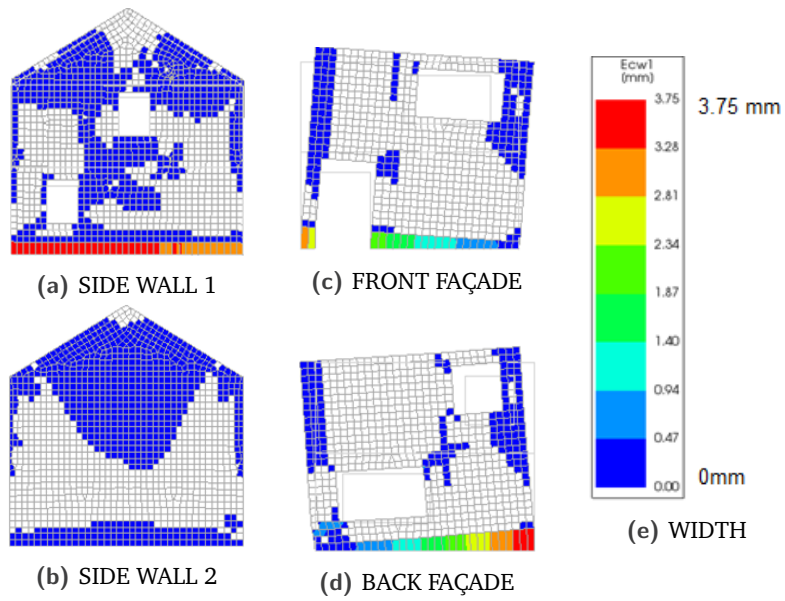 (a) SIDE WALL 1
(c) FRONT FAÇADE
(b) SIDE WALL 2
(d) BACK FAÇADE
Ecw1
(mm)
3.75
3.28
2.81
2.34
1.87
1.40
0.94
0.47
0.00
3.75 mm
0mm
(e) WIDTH